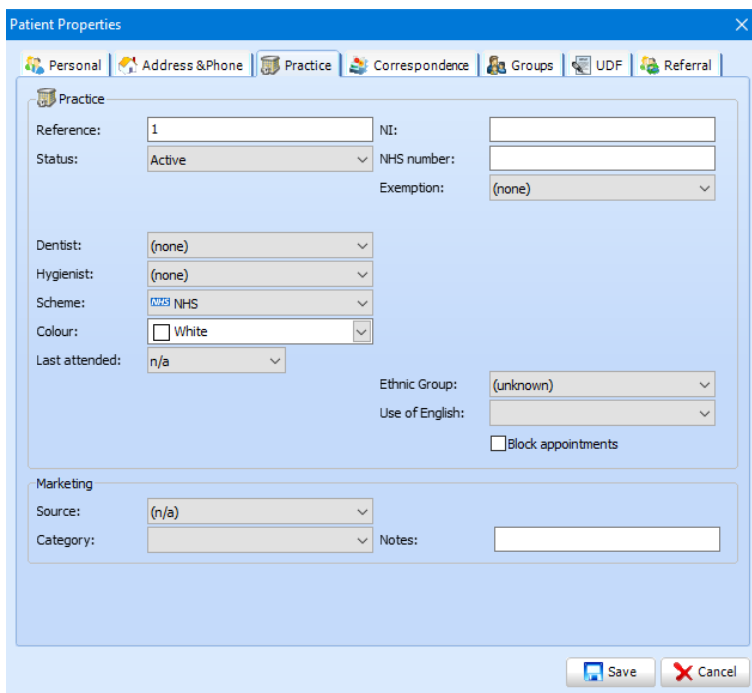 Patient Properties
Personal Address &Phone Practice Correspondence Groups UDF Referral
Practice
Reference: 1 NI:
Status: Active NHS number:
Exemption: (none)
Dentist: (none)
Hygienist: (none)
Scheme: NHS NHS
Colour: White
Last attended: n/a
Ethnic Group: (unknown)
Use of English:
Block appointments
Marketing
Source: (n/a)
Category: Notes:
Save Cancel